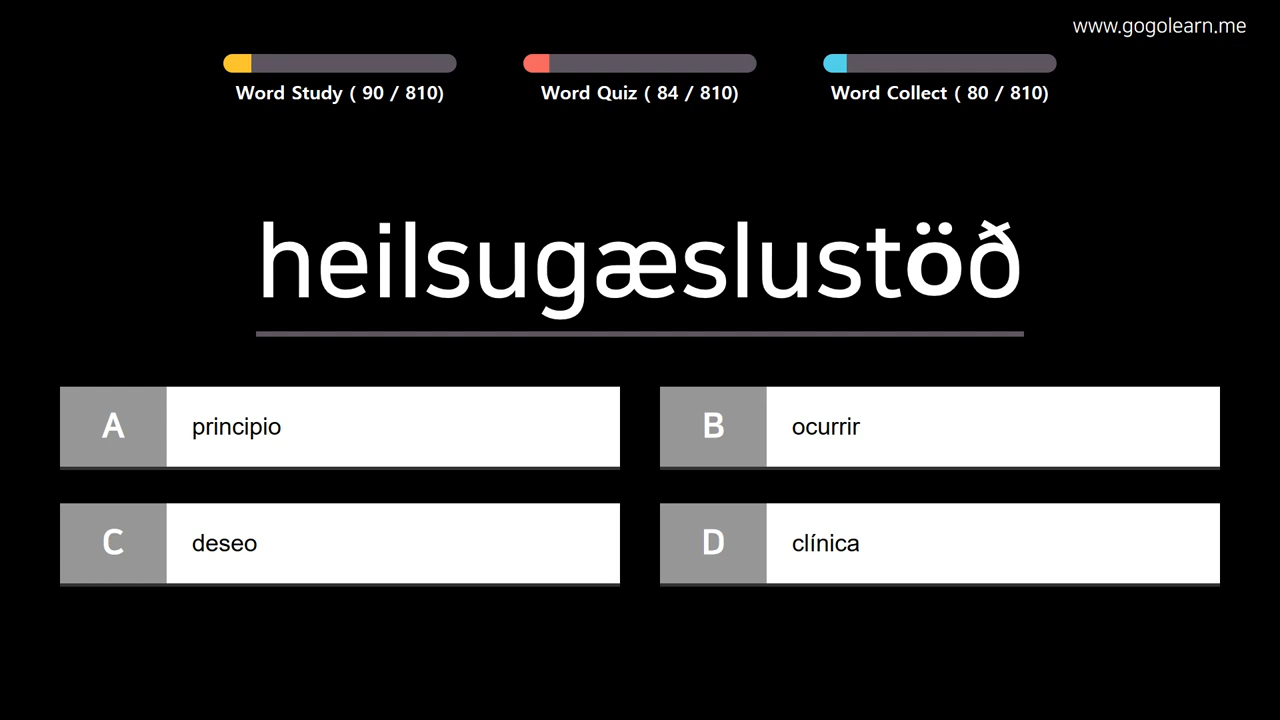 www.gogolearn.me
Word Study ( 90 / 810)
Word Quiz ( 84 / 810)
Word Collect ( 80 / 810)
heilsugæslustöð
A principio
B ocurrir
C deseo
D clínica